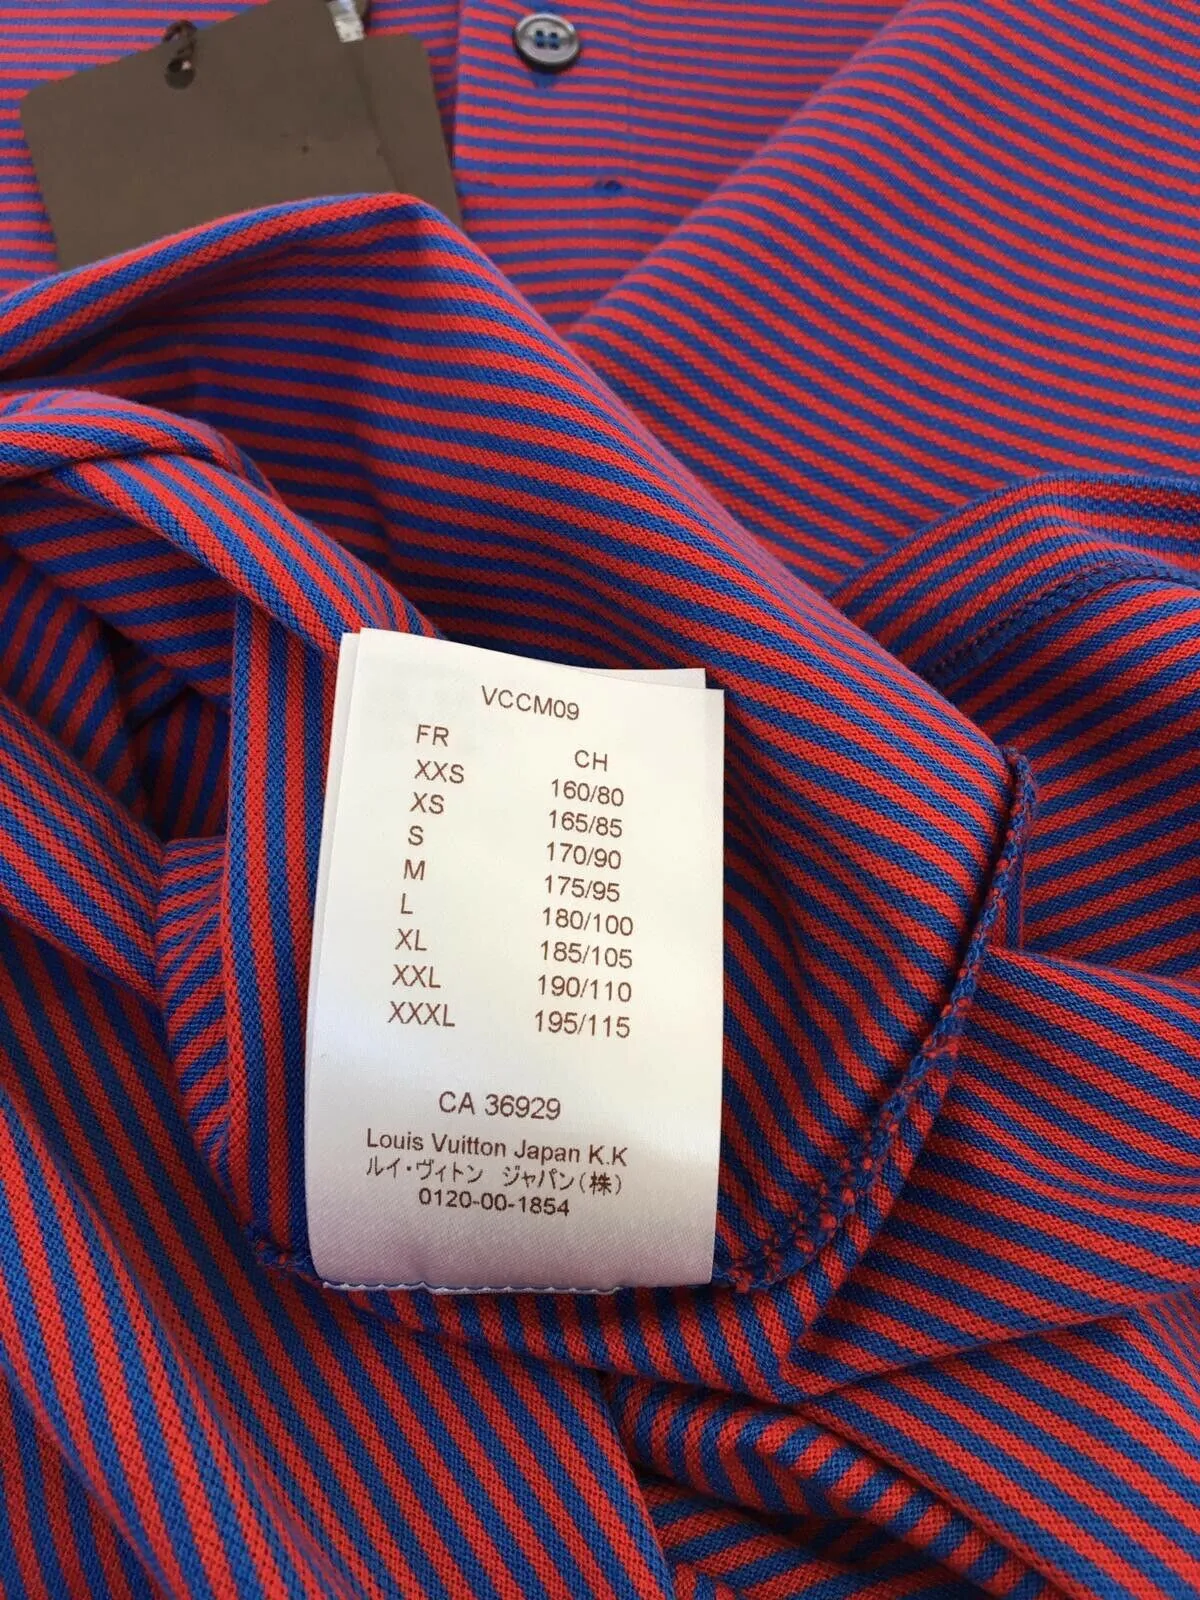 VCCM09
FR CH
XXS 160/80
XS 165/85
S 170/90
M 175/95
L 180/100
XL 185/105
XXL 190/110
XXXL 195/115
CA 36929
Louis Vuitton Japan K.K
ルイ・ヴィトン ジャパン(株)
0120-00-1854